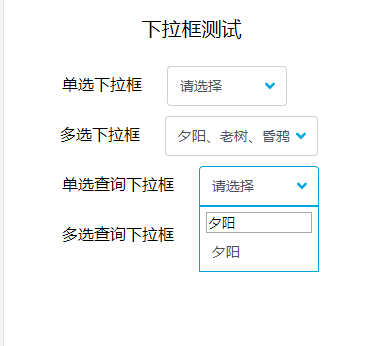 下拉框测试
单选下拉框 请选择
多选下拉框 夕阳、老树、昏鸦
单选查询下拉框 请选择
夕阳
多选查询下拉框
夕阳